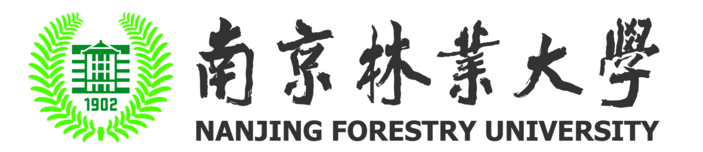 1902
南京林業大學
NANJING FORESTRY UNIVERSITY